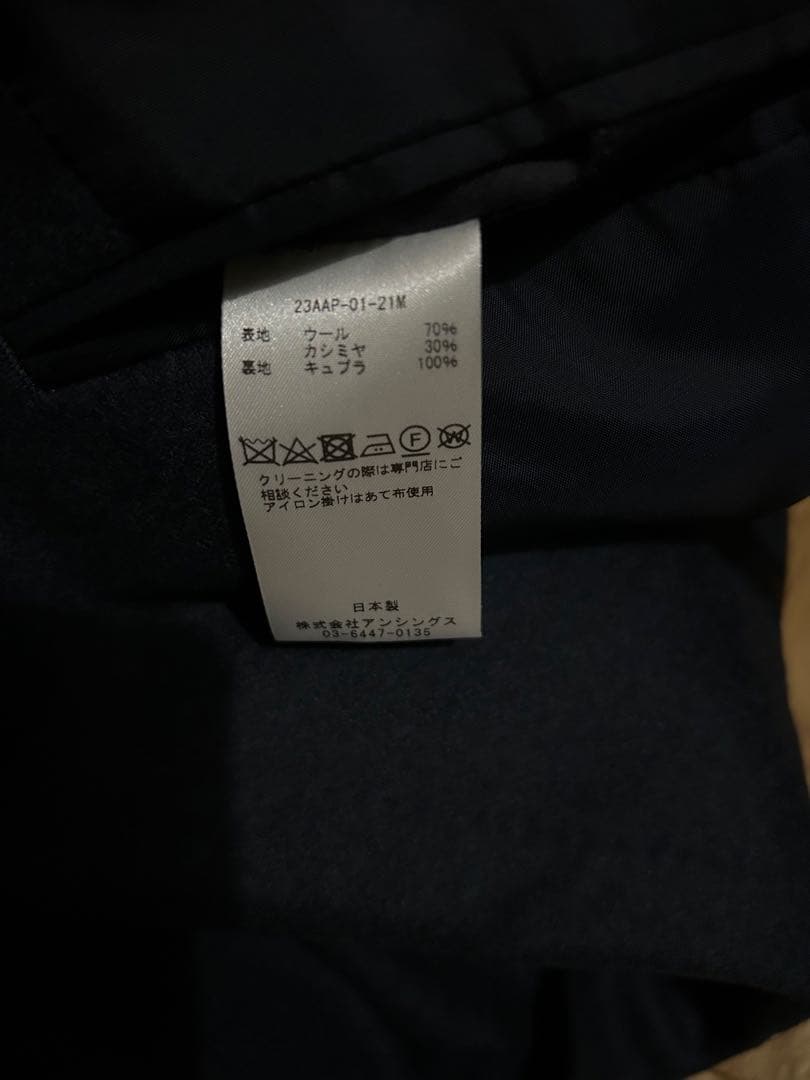 23AAP-01-21M
表地 ウール 70%
カシミヤ 30%
裏地 キュプラ 100%
F W
クリーニングの際は専門店にご
相談ください
アイロン掛けはあて布使用
日本製
株式会社アンシングス
03-6447-0135